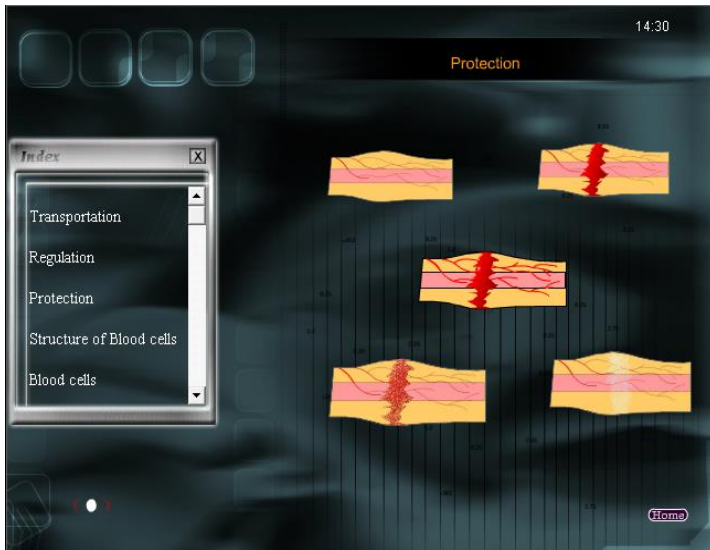 14:30
Protection
Index
X
Transportation
Regulation
Protection
Structure of Blood cells
Blood cells
Home